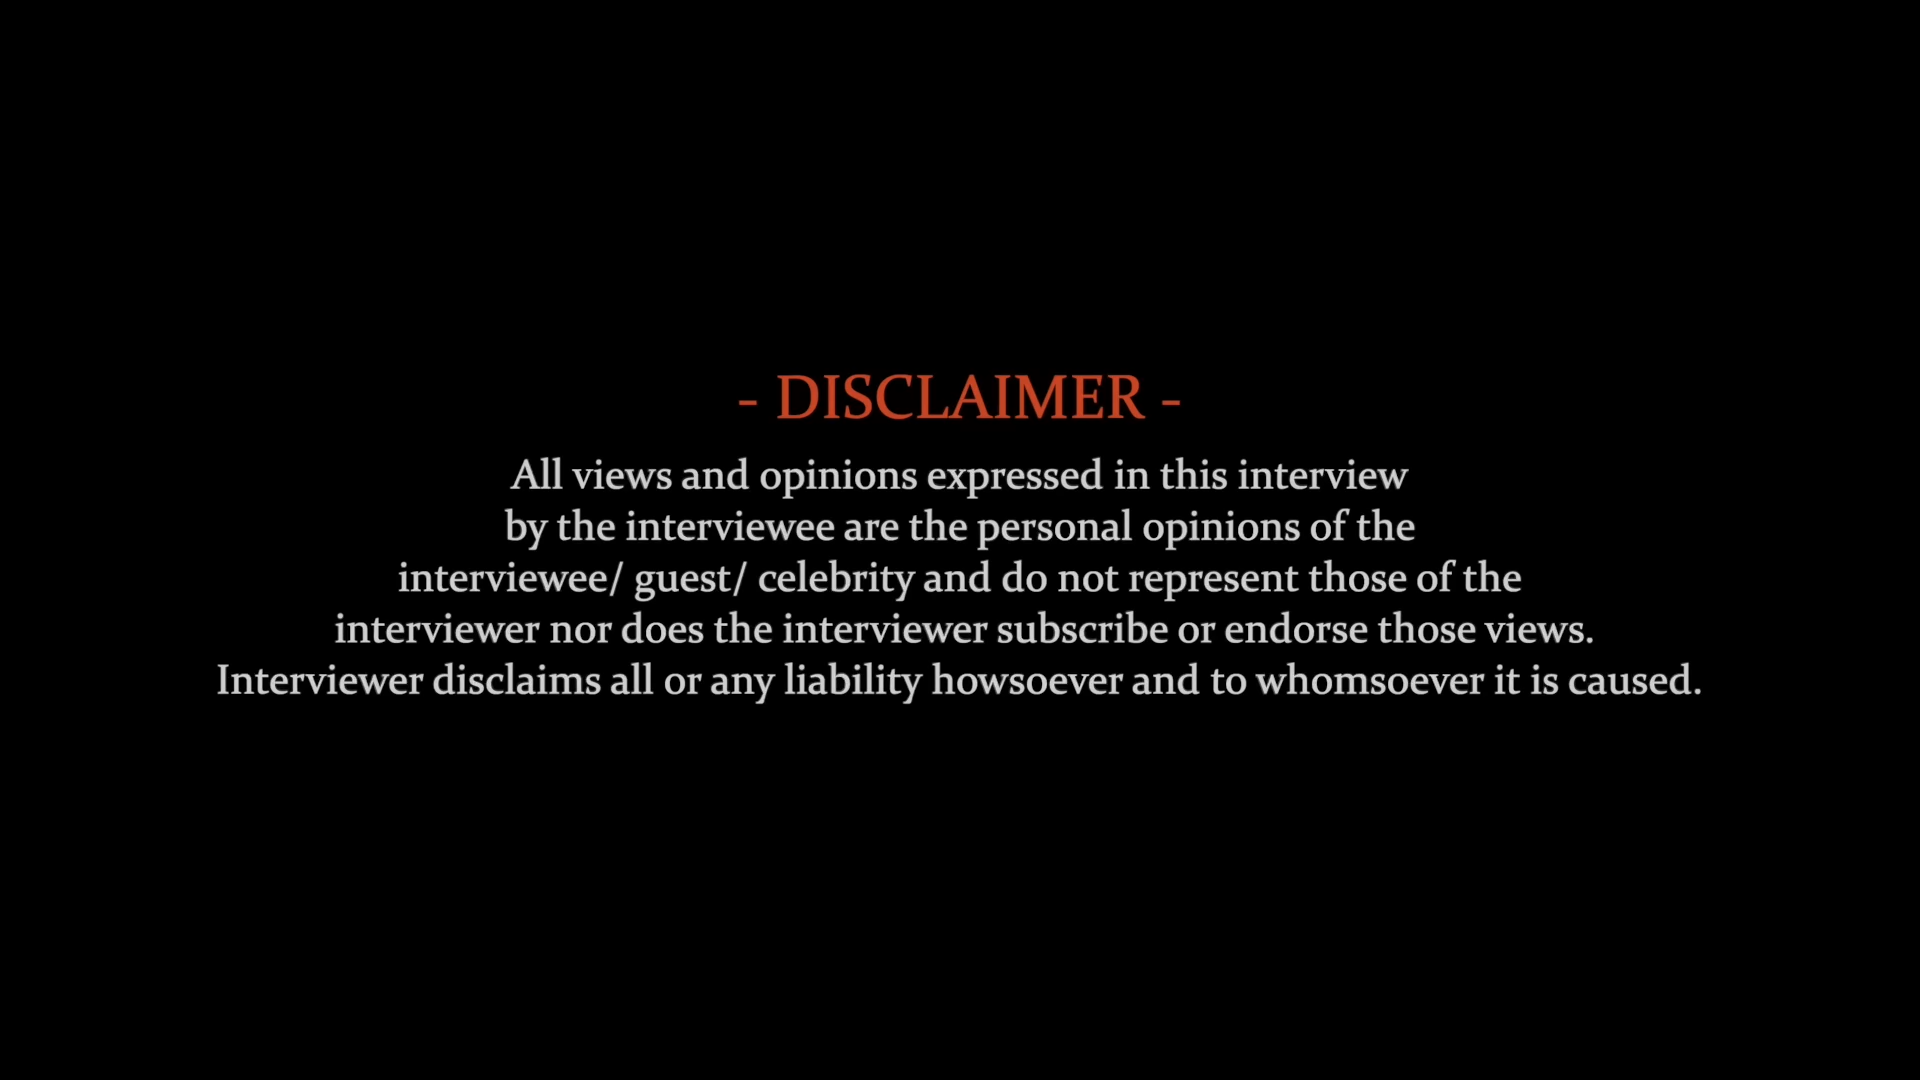 - DISCLAIMER -
All views and opinions expressed in this interview
by the interviewee are the personal opinions of the
interviewee/ guest/ celebrity and do not represent those of the
interviewer nor does the interviewer subscribe or endorse those views.
Interviewer disclaims all or any liability howsoever and to whomsoever it is caused.